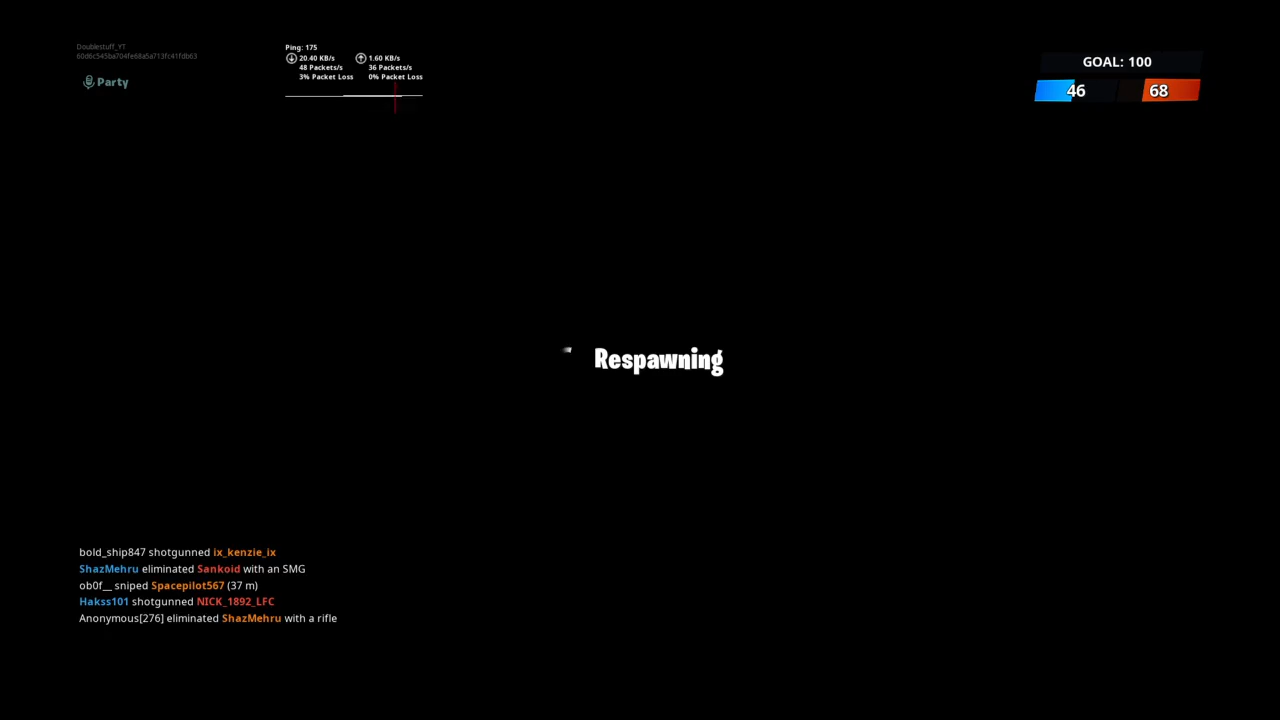 Doublestuff_YT
60d6c545ba704fe68a5a713fc41fdb63
Party
Ping: 175
20.40 KB/s 1.60 KB/s
48 Packets/s 36 Packets/s
3% Packet Loss 0% Packet Loss
GOAL: 100
46 68
Respawning
bold_ship847 shotgunned ix_kenzie_ix
ShazMehru eliminated Sankoid with an SMG
ob0f__ sniped Spacepilot567 (37 m)
Hakss101 shotgunned NICK_1892_LFC
Anonymous[276] eliminated ShazMehru with a rifle